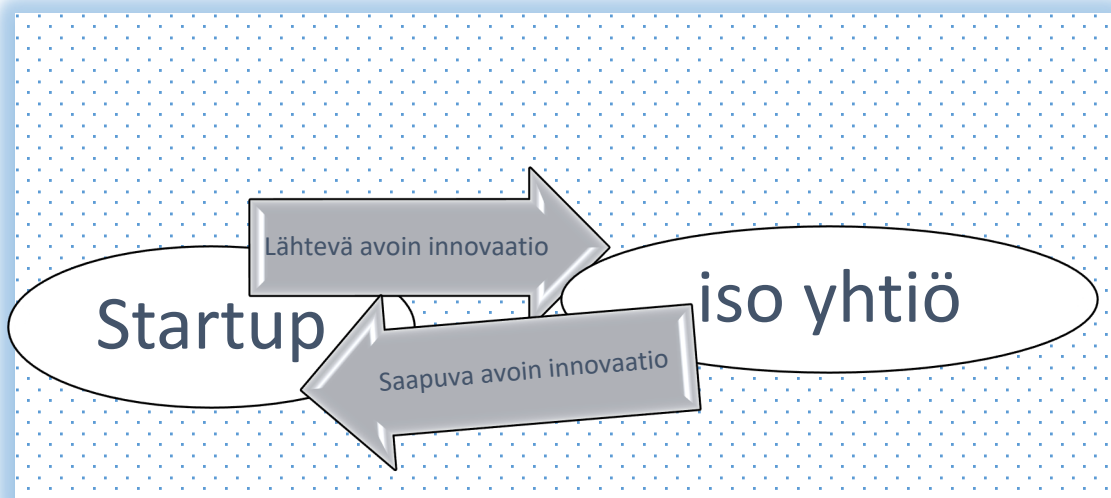 Lähtevä avoin innovaatio
Startup
iso yhtiö
Saapuva avoin innovaatio